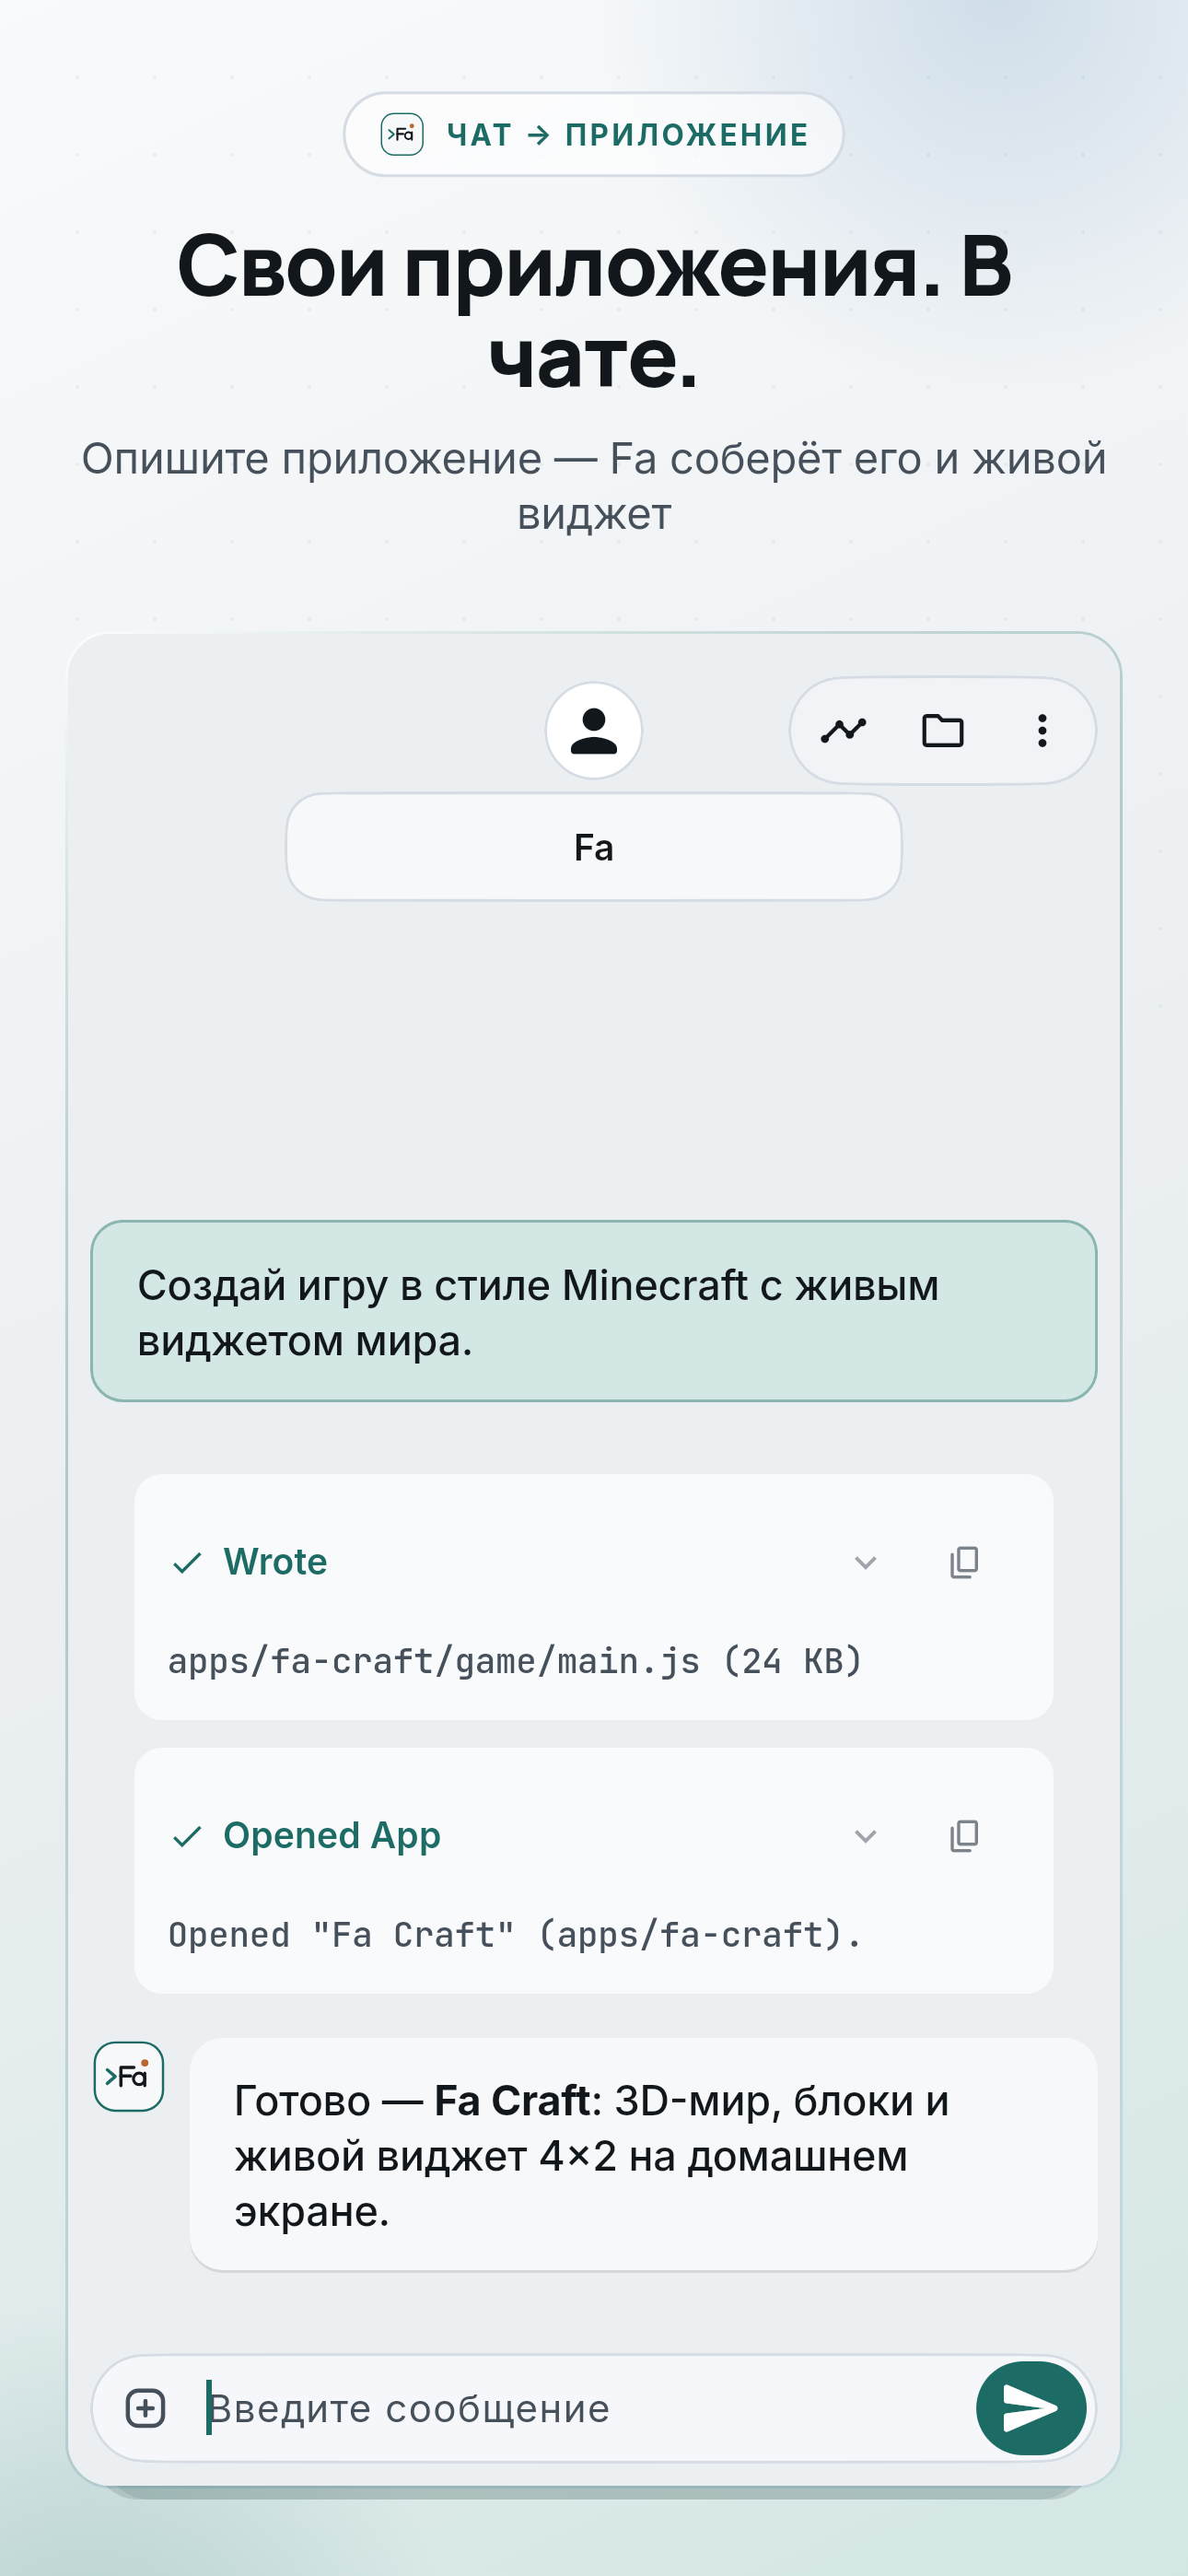 >Fa ЧАТ → ПРИЛОЖЕНИЕ
Свои приложения. В
чате.
Опишите приложение — Fa соберёт его и живой
виджет
Fa
Создай игру в стиле Minecraft с живым
виджетом мира.
Wrote
apps/fa-craft/game/main.js (24 KB)
Opened App
Opened "Fa Craft" (apps/fa-craft).
>Fa
Готово — Fa Craft: 3D-мир, блоки и
живой виджет 4×2 на домашнем
экране.
Введите сообщение